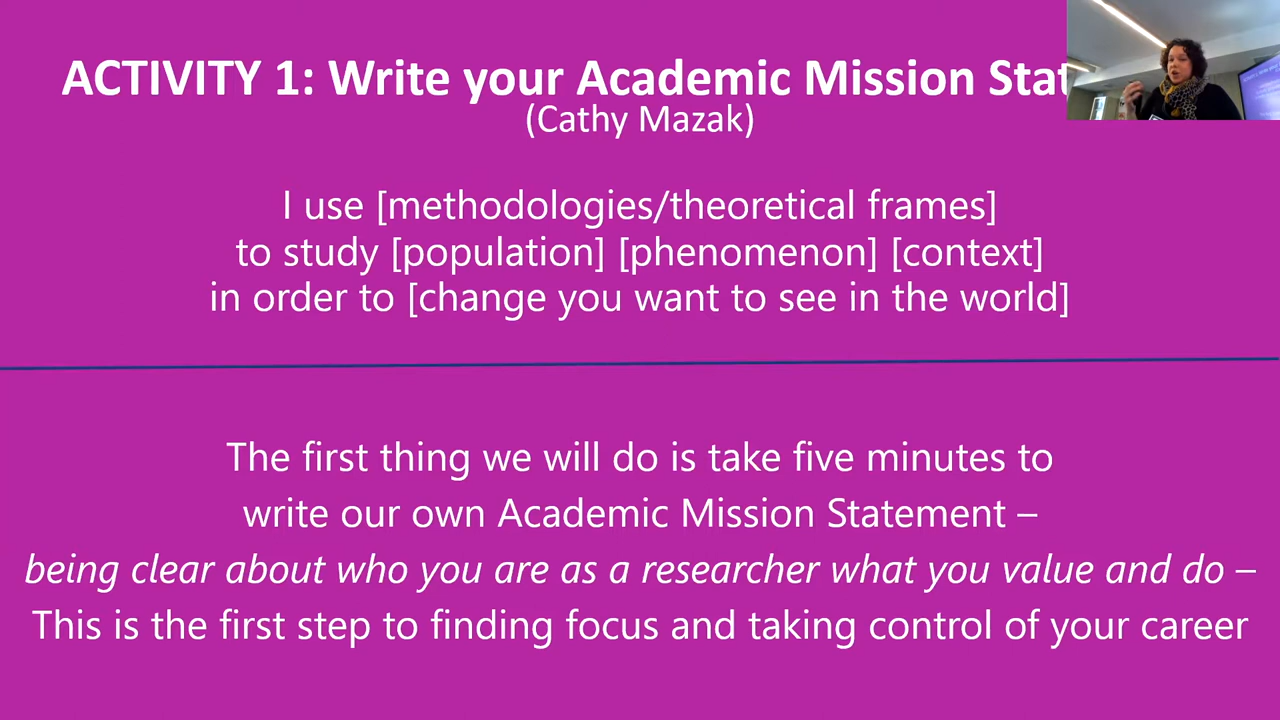 ACTIVITY 1: Write your Academic Mission
(Cathy Mazak)
I use [methodologies/theoretical frames]
to study [population] [phenomenon] [context]
in order to [change you want to see in the world]
The first thing we will do is take five minutes to
write our own Academic Mission Statement –
being clear about who you are as a researcher what you value and do –
This is the first step to finding focus and taking control of your career